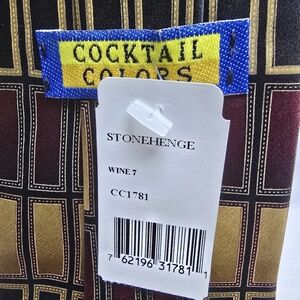 COCKTAIL
COLORS
STONEHENGE
WINE 7
CC1781
7 62196 31781 1